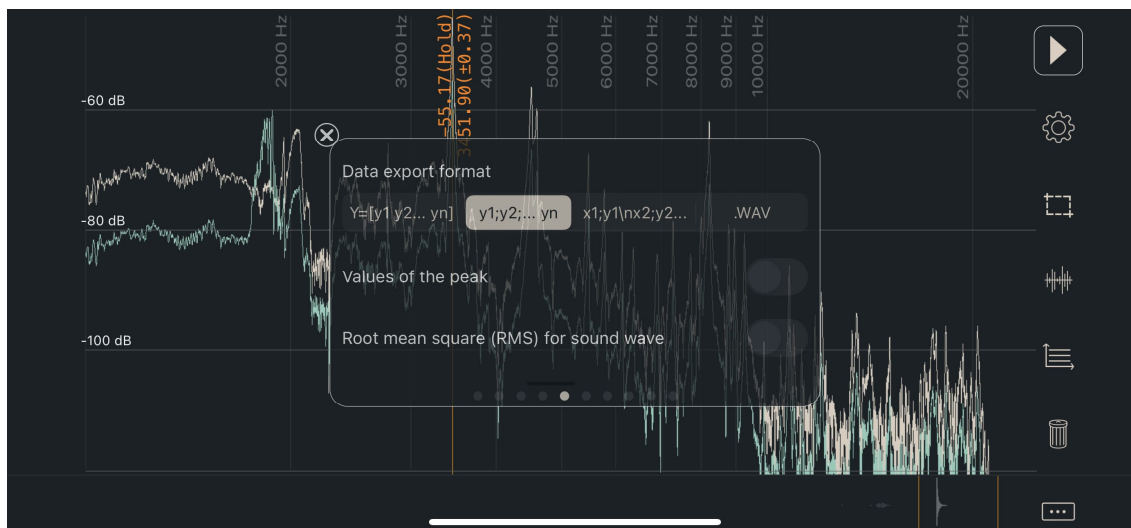 2000 Hz
3000 Hz
-55.17(Hold)
3451.90(±0.37)
4000 Hz
5000 Hz
6000 Hz
7000 Hz
8000 Hz
9000 Hz
10000 Hz
20000 Hz
-60 dB
-80 dB
-100 dB
Data export format
Y=[y1 y2... yn]
y1;y2;... yn
x1;y1\nx2;y2...
.WAV
Values of the peak
Root mean square (RMS) for sound wave